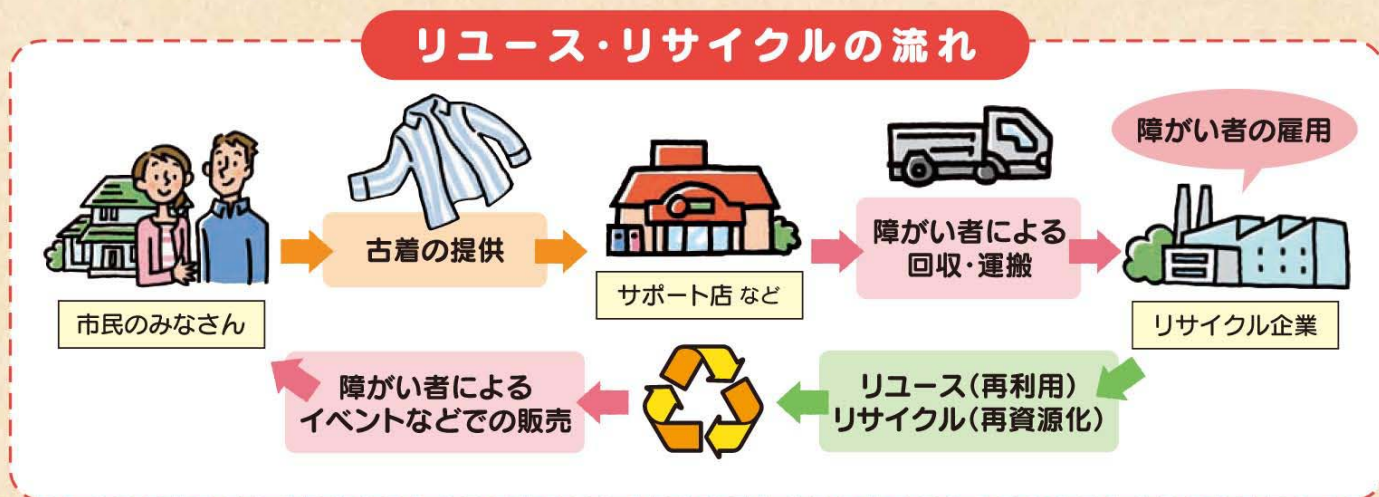 リユース・リサイクルの流れ
障がい者の雇用
古着の提供
障がい者による
回収・運搬
市民のみなさん
サポート店 など
リサイクル企業
リユース（再利用）
リサイクル（再資源化）
障がい者による
イベントなどでの販売